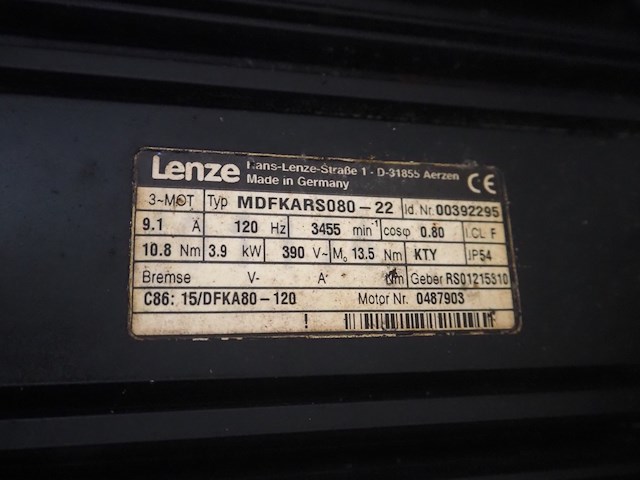 Lenze Hans-Lenze-Straße 1 - D-31855 Aerzen
Made in Germany CE
3~MOT Typ MDFKARS080-22 Id. Nr. 00392295
9.1 A 120 Hz 3455 min⁻¹ cosφ 0.80 I.CL F
10.8 Nm 3.9 kW 390 V~ M₀ 13.5 Nm KTY IP54
Bremse V- A Nm Geber RS01215310
C86: 15/DFKA80-120 Motor Nr. 0487903